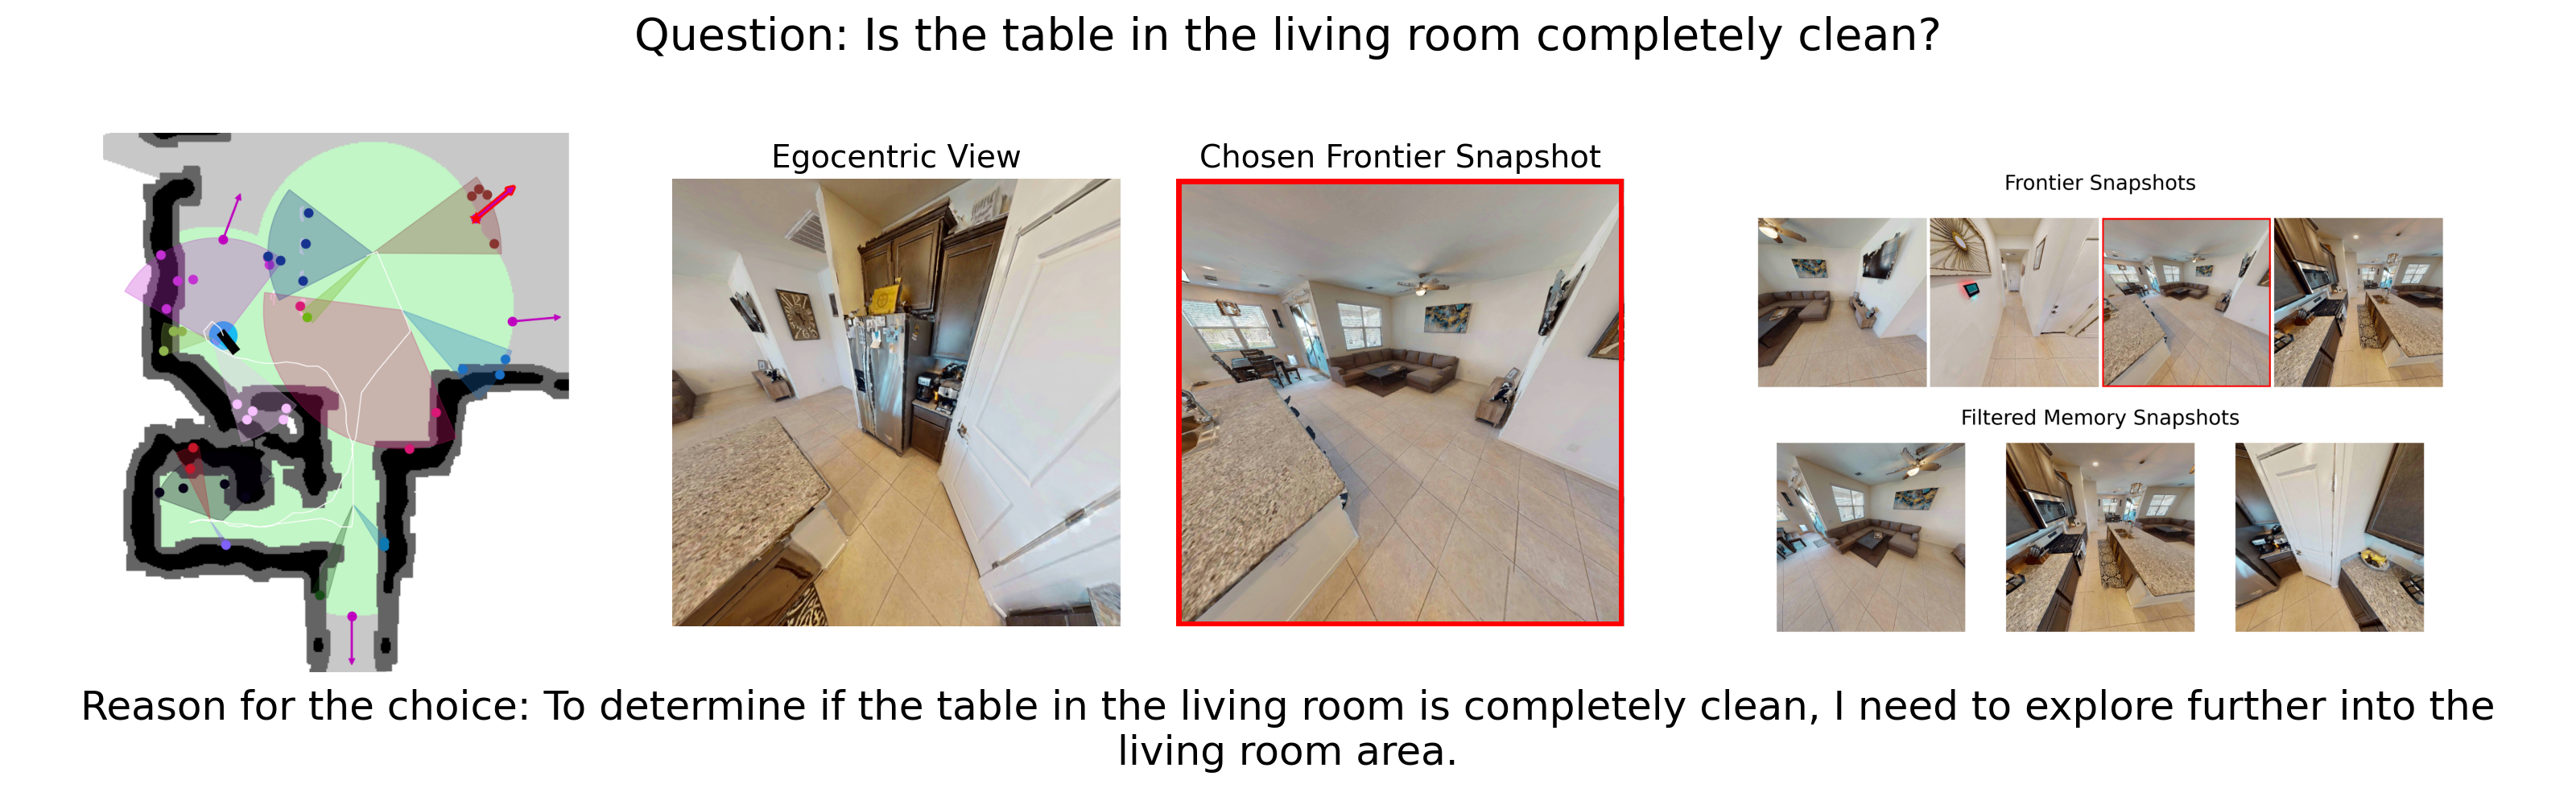 Question: Is the table in the living room completely clean?
Egocentric View
Chosen Frontier Snapshot
Frontier Snapshots
Filtered Memory Snapshots
Reason for the choice: To determine if the table in the living room is completely clean, I need to explore further into the
living room area.